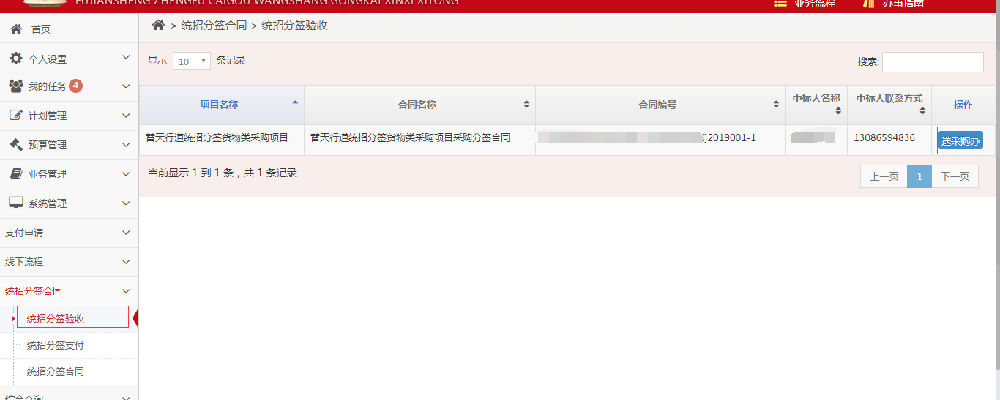 FUJIANSHENG ZHENGFU CAIGOU WANGSHANG GONGKAI XINXI XITONG
业务流程 办事指南
首页
个人设置
我的任务 4
计划管理
预算管理
业务管理
系统管理
支付申请
线下流程
统招分签合同
统招分签验收
统招分签支付
统招分签合同
综合查询
> 统招分签合同 > 统招分签验收
显示 10 条记录 搜索:
项目名称 合同名称 合同编号 中标人名称 中标人联系方式 操作
替天行道统招分签货物类采购项目 替天行道统招分签货物类采购项目采购分签合同 ]2019001-1 13086594836 送采购办
当前显示 1 到 1 条，共 1 条记录 上一页 1 下一页